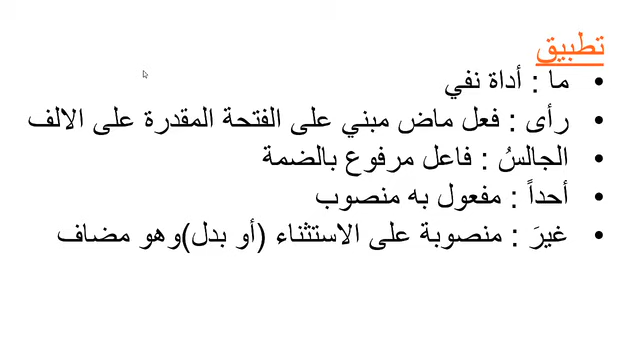 تطبيق
• ما : أداة نفي
• رأى : فعل ماض مبني على الفتحة المقدرة على الالف
• الجالسُ : فاعل مرفوع بالضمة
• أحداً : مفعول به منصوب
• غيرَ : منصوبة على الاستثناء (أو بدل)وهو مضاف